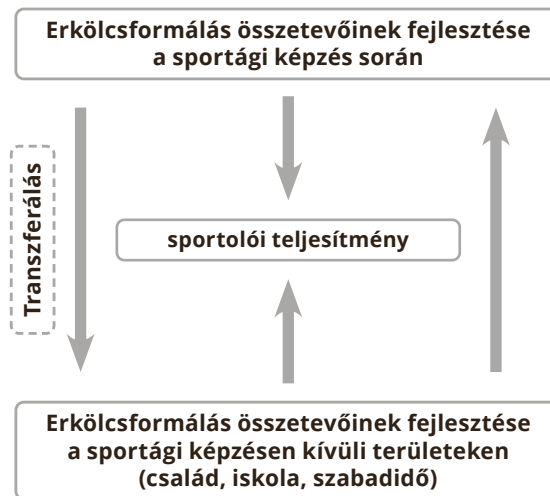 Erkölcsformálás összetevőinek fejlesztése
a sportági képzés során
Transzferálás
sportolói teljesítmény
Erkölcsformálás összetevőinek fejlesztése
a sportági képzésen kívüli területeken
(család, iskola, szabadidő)